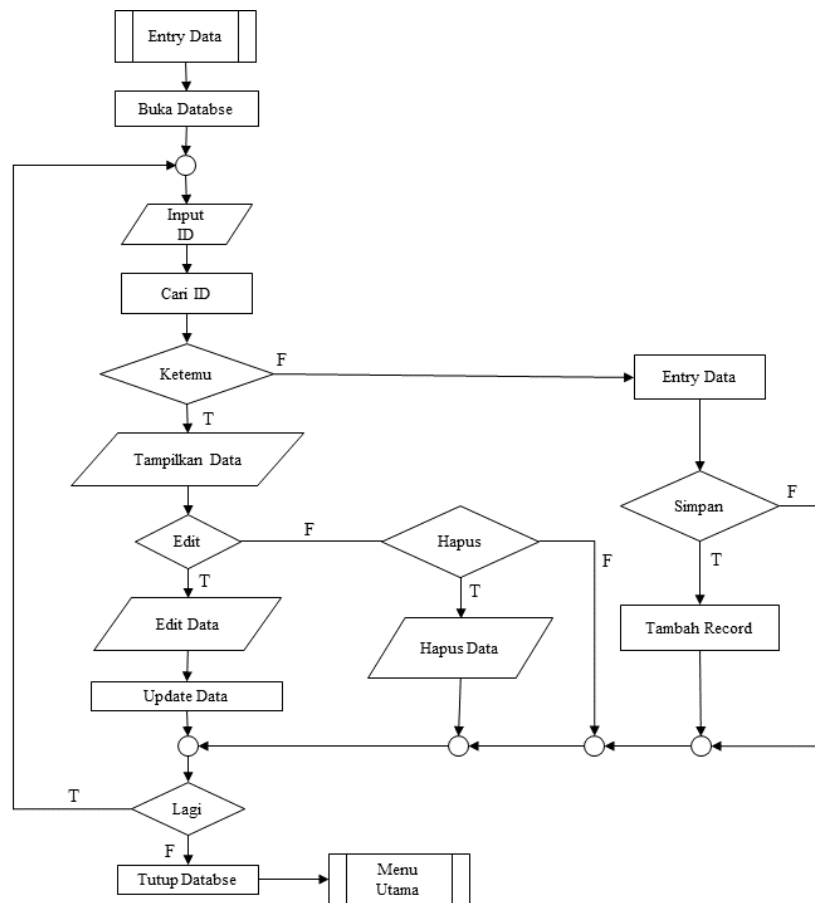 Entry Data
Buka Databse
Input
ID
Cari ID
Ketemu
F
Entry Data
T
Tampilkan Data
Simpan
F
Edit
F
Hapus
F
T
T
T
Edit Data
Hapus Data
Tambah Record
Update Data
T
Lagi
F
Tutup Databse
Menu
Utama